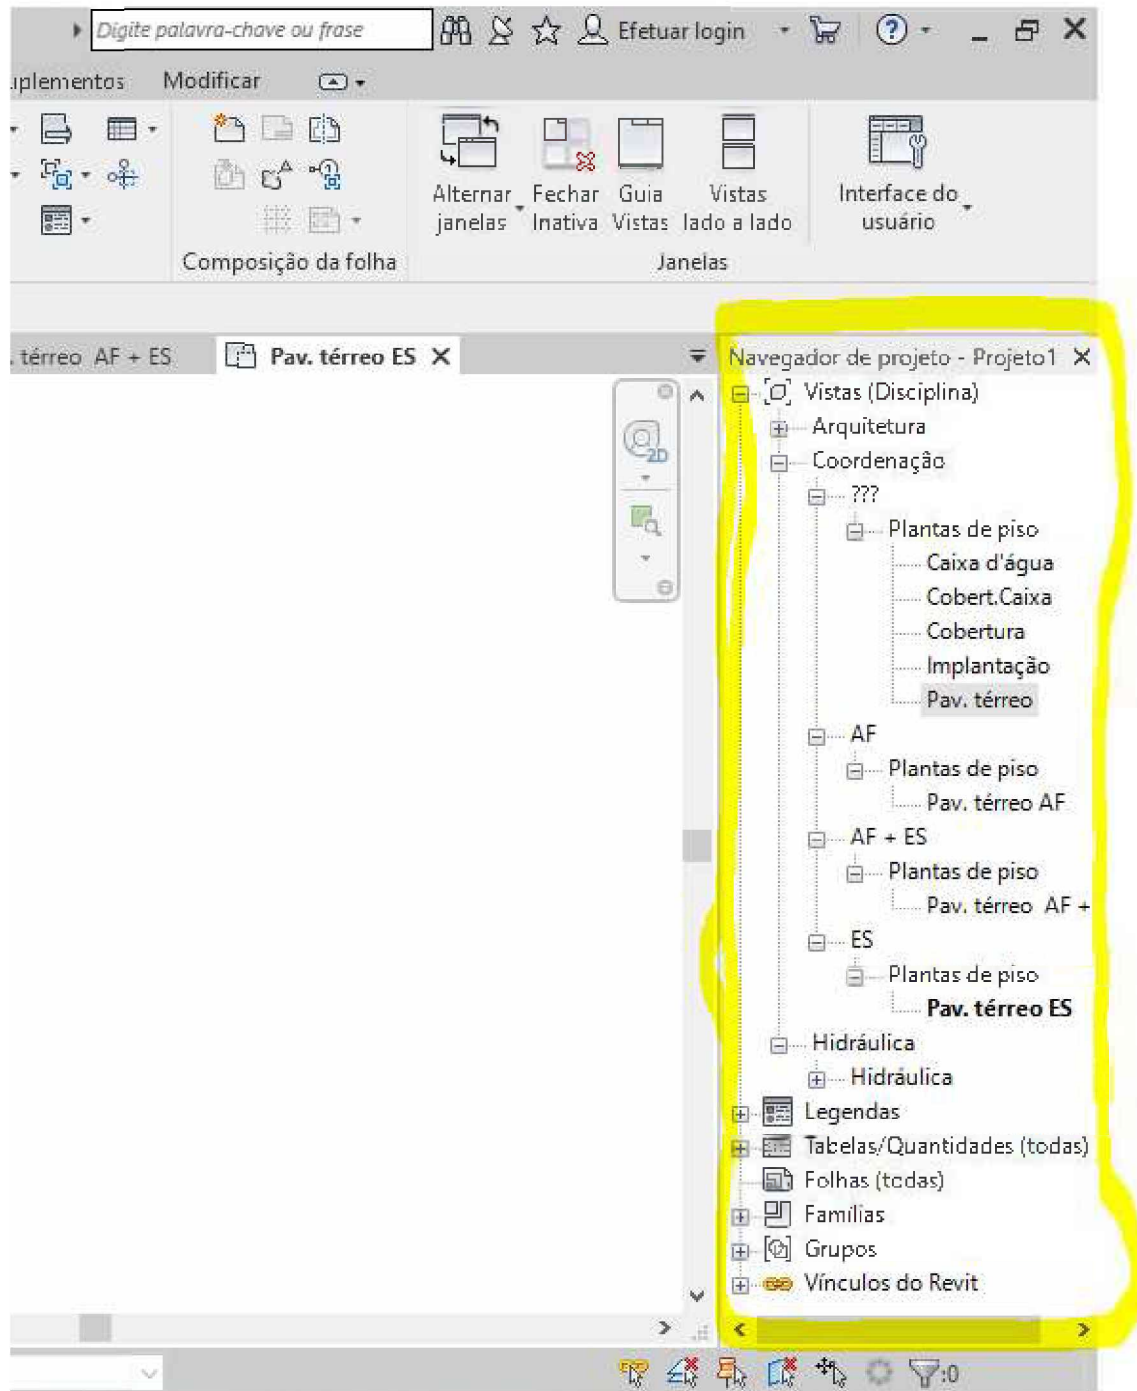 Digite palavra-chave ou frase Efetuar login
Modificar
Alternar janelas
Fechar Inativa
Guia Vistas
Vistas lado a lado
Interface do usuário
Composição da folha
Janelas
térreo AF + ES
Pav. térreo ES
Navegador de projeto - Projeto1
Vistas (Disciplina)
Arquitetura
Coordenação
???
Plantas de piso
Caixa d'água
Cobert.Caixa
Cobertura
Implantação
Pav. térreo
AF
Plantas de piso
Pav. térreo AF
AF + ES
Plantas de piso
Pav. térreo AF +
ES
Plantas de piso
Pav. térreo ES
Hidráulica
Hidráulica
Legendas
Tabelas/Quantidades (todas)
Folhas (todas)
Famílias
Grupos
Vínculos do Revit
2D
:0